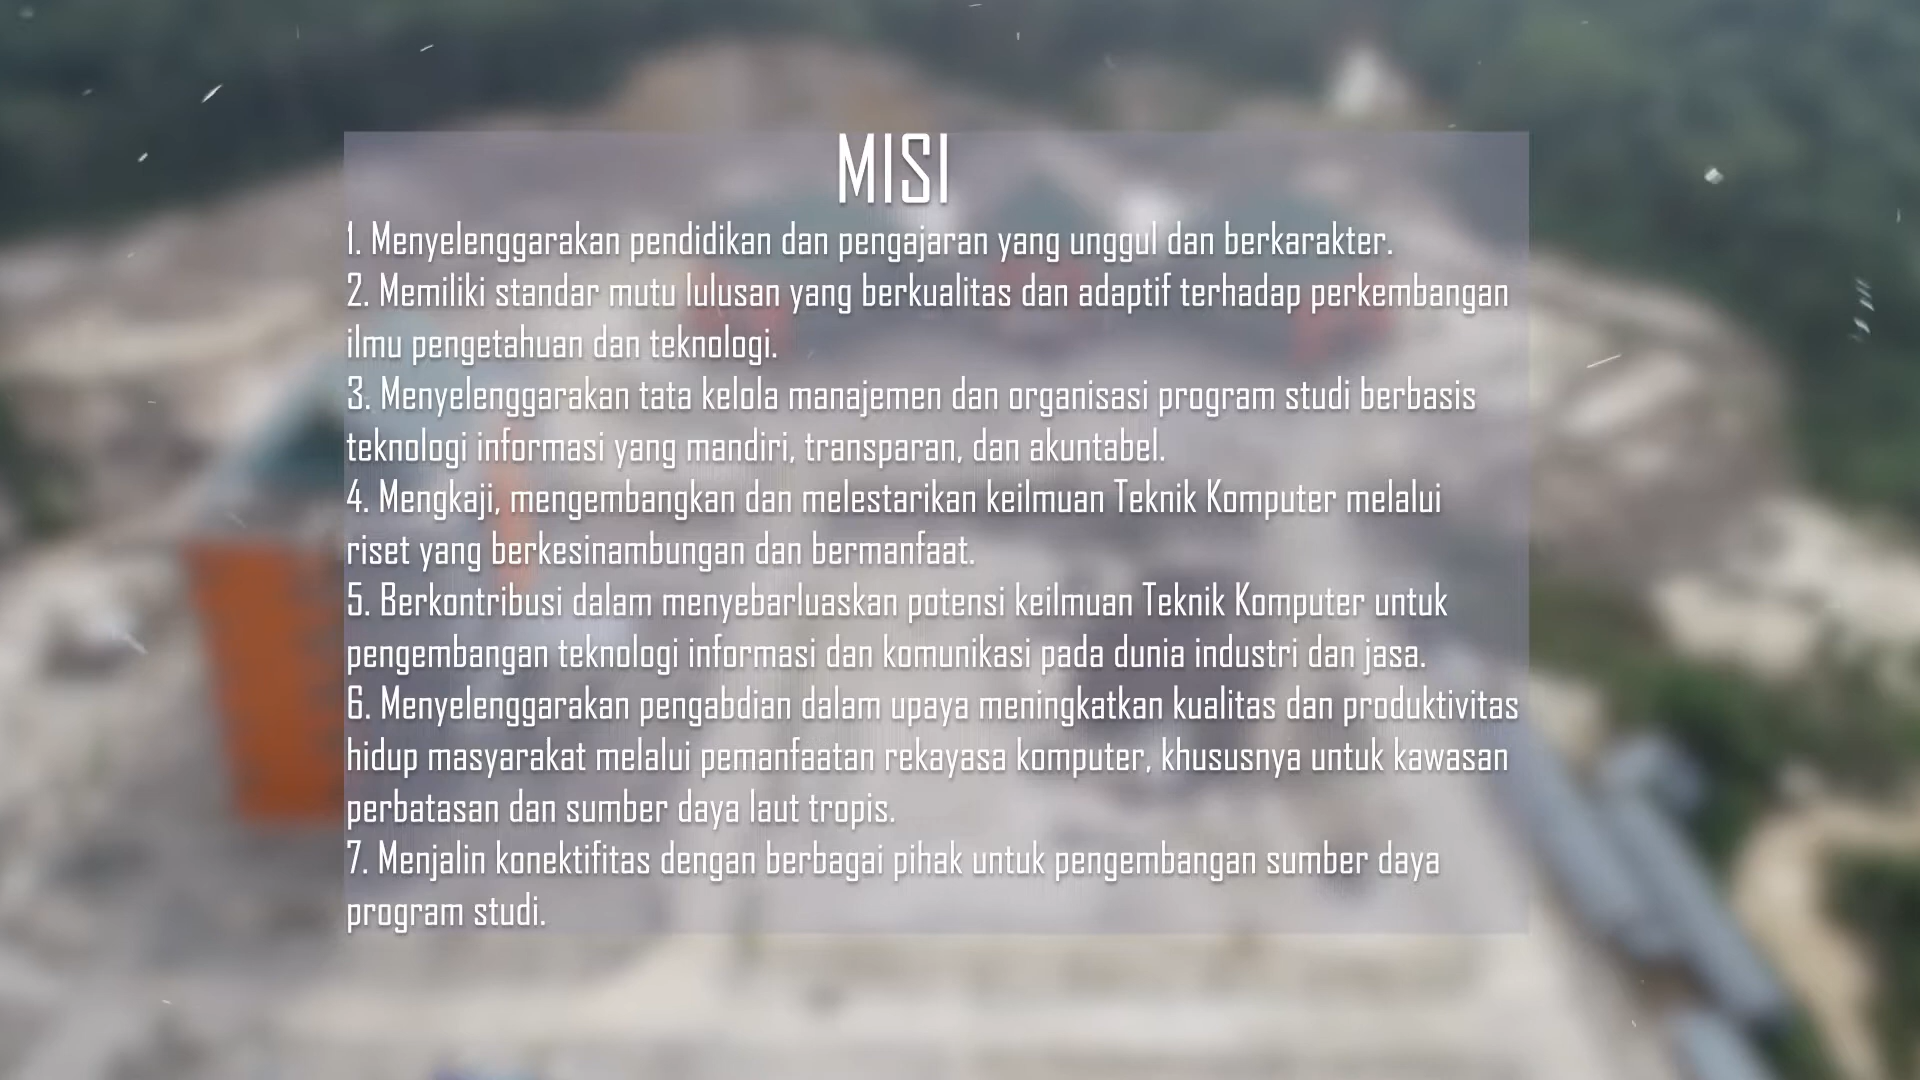 MISI
1. Menyelenggarakan pendidikan dan pengajaran yang unggul dan berkarakter.
2. Memiliki standar mutu lulusan yang berkualitas dan adaptif terhadap perkembangan
ilmu pengetahuan dan teknologi.
3. Menyelenggarakan tata kelola manajemen dan organisasi program studi berbasis
teknologi informasi yang mandiri, transparan, dan akuntabel.
4. Mengkaji, mengembangkan dan melestarikan keilmuan Teknik Komputer melalui
riset yang berkesinambungan dan bermanfaat.
5. Berkontribusi dalam menyebarluaskan potensi keilmuan Teknik Komputer untuk
pengembangan teknologi informasi dan komunikasi pada dunia industri dan jasa.
6. Menyelenggarakan pengabdian dalam upaya meningkatkan kualitas dan produktivitas
hidup masyarakat melalui pemanfaatan rekayasa komputer, khususnya untuk kawasan
perbatasan dan sumber daya laut tropis.
7. Menjalin konektifitas dengan berbagai pihak untuk pengembangan sumber daya
program studi.